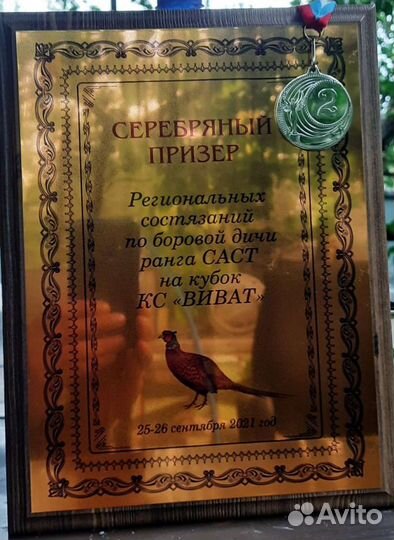 2
СЕРЕБРЯНЫЙ
ПРИЗЕР
Региональных
состязаний
по боровой дичи
ранга САСТ
на кубок
КС «ВИВАТ»
25-26 сентября 2021 год
Avito